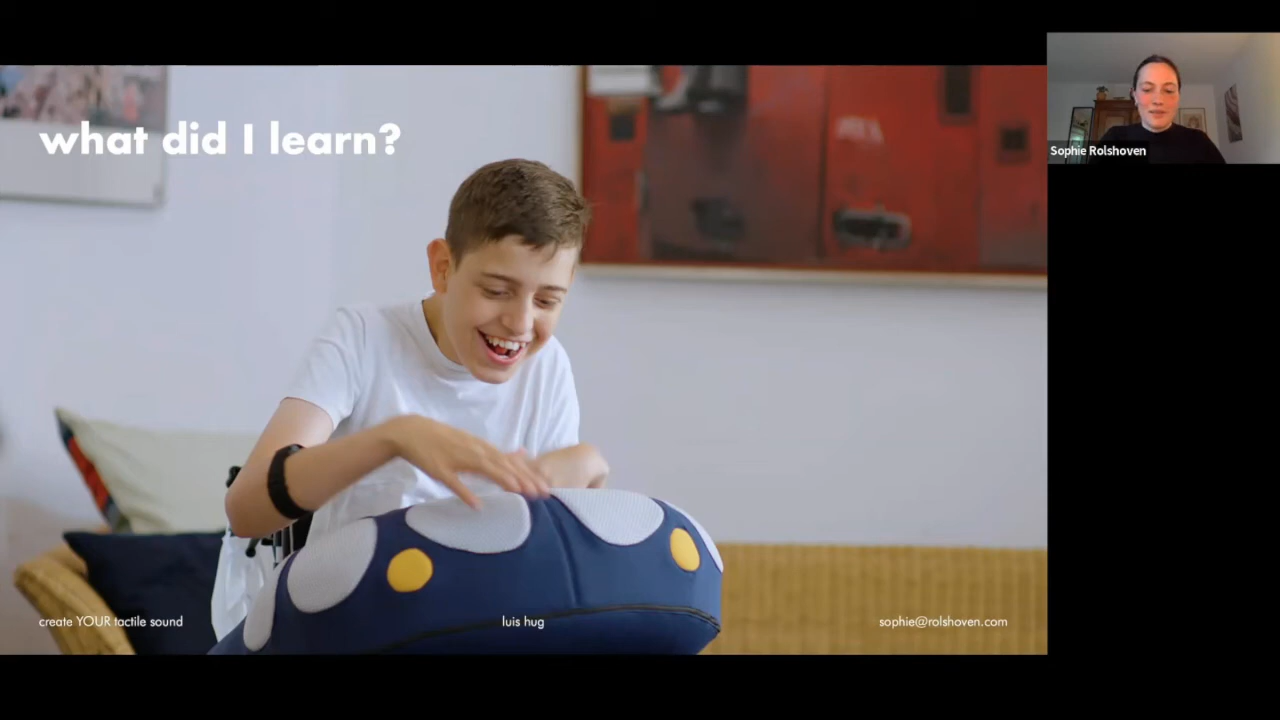 what did I learn?
Sophie Rolshoven
create YOUR tactile sound
luis hug
sophie@rolshoven.com